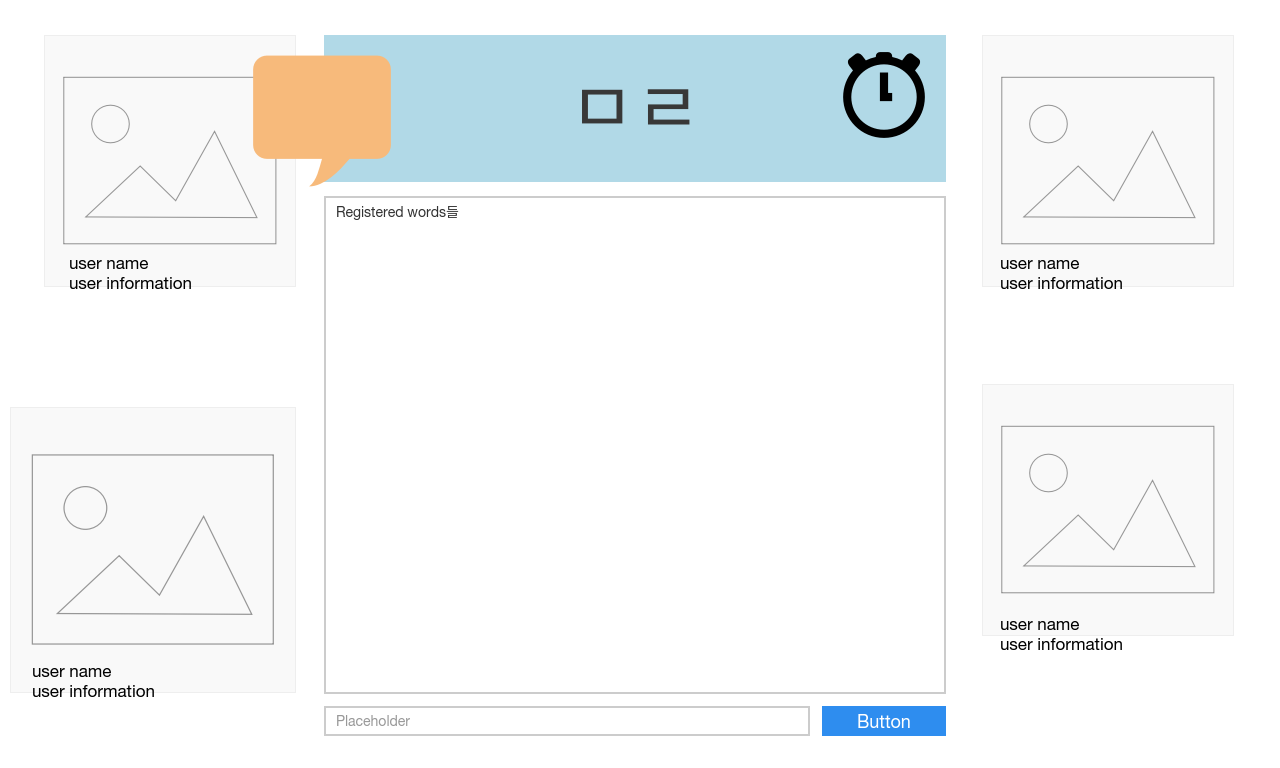 ㅁㄹ
Registered words들
user name
user information
user name
user information
user name
user information
user name
user information
Placeholder
Button